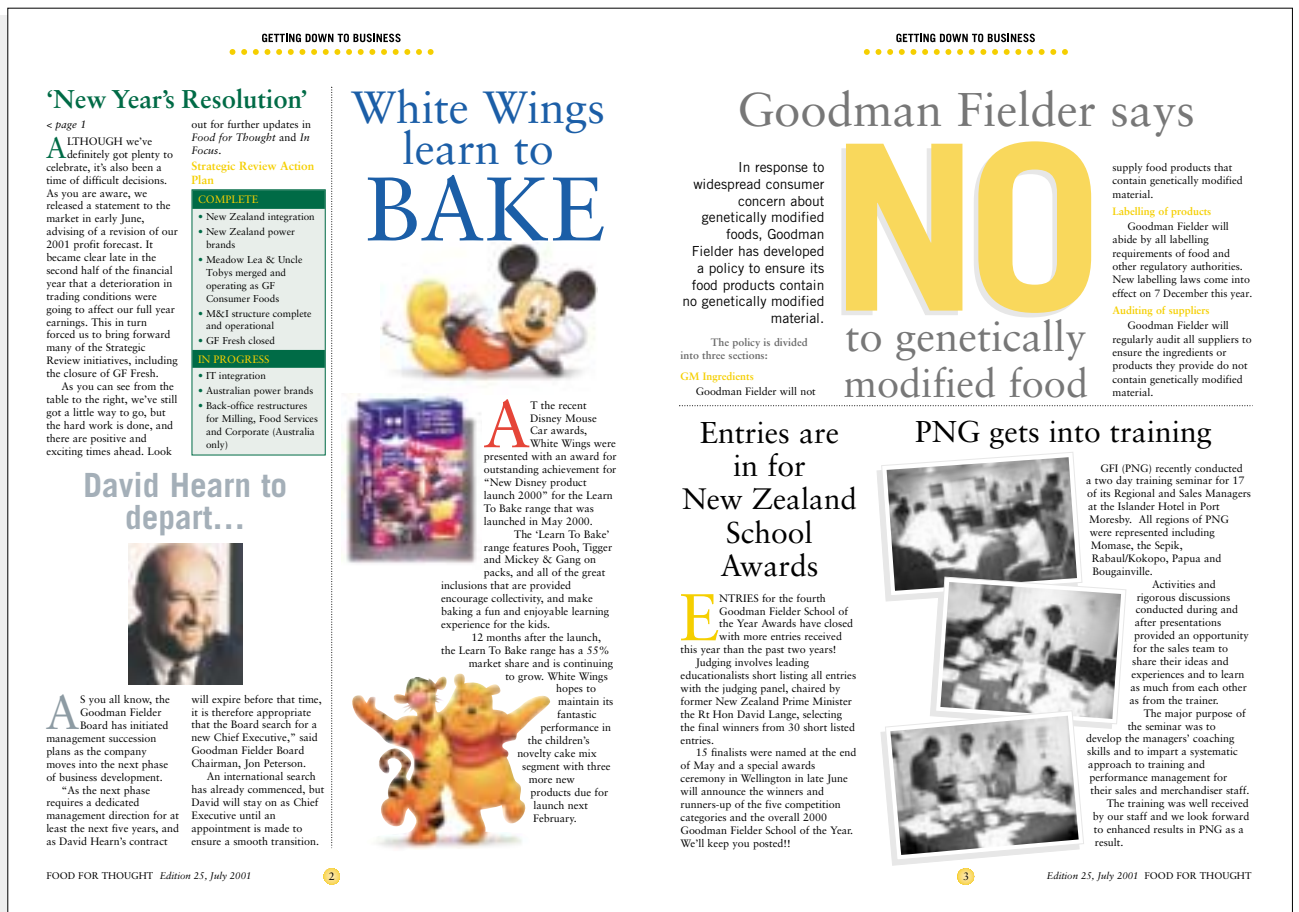 GETTING DOWN TO BUSINESS
'New Year's Resolution'
< page 1
ALTHOUGH we've
definitely got plenty to
celebrate, it's also been a
time of difficult decisions.
As you are aware, we
released a statement to the
market in early June,
advising of a revision of our
2001 profit forecast. It
became clear late in the
second half of the financial
year that a deterioration in
trading conditions were
going to affect our full year
earnings. This in turn
forced us to bring forward
many of the Strategic
Review initiatives, including
the closure of GF Fresh.
As you can see from the
table to the right, we've still
got a little way to go, but
the hard work is done, and
there are positive and
exciting times ahead. Look
out for further updates in
Food for Thought and In
Focus.
Strategic Review Action
Plan
COMPLETE
• New Zealand integration
• New Zealand power
brands
• Meadow Lea & Uncle
Tobys merged and
operating as GF
Consumer Foods
• M&I structure complete
and operational
• GF Fresh closed
IN PROGRESS
• IT integration
• Australian power brands
• Back-office restructures
for Milling, Food Services
and Corporate (Australia
only)
David Hearn to
depart...
AS you all know, the
Goodman Fielder
Board has initiated
management succession
plans as the company
moves into the next phase
of business development.
"As the next phase
requires a dedicated
management direction for at
least the next five years, and
as David Hearn's contract
will expire before that time,
it is therefore appropriate
that the Board search for a
new Chief Executive," said
Goodman Fielder Board
Chairman, Jon Peterson.
An international search
has already commenced, but
David will stay on as Chief
Executive until an
appointment is made to
ensure a smooth transition.
White Wings
learn to
BAKE
AT the recent
Disney Mouse
Car awards,
White Wings were
presented with an award for
outstanding achievement for
"New Disney product
launch 2000" for the Learn
To Bake range that was
launched in May 2000.
The 'Learn To Bake'
range features Pooh, Tigger
and Mickey & Gang on
packs, and all of the great
inclusions that are provided
encourage collectivity, and make
baking a fun and enjoyable learning
experience for the kids.
12 months after the launch,
the Learn To Bake range has a 55%
market share and is continuing
to grow. White Wings
hopes to
maintain its
fantastic
performance in
the children's
novelty cake mix
segment with three
more new
products due for
launch next
February.
FOOD FOR THOUGHT Edition 25, July 2001
2
GETTING DOWN TO BUSINESS
Goodman Fielder says
NO
to genetically
modified food
In response to
widespread consumer
concern about
genetically modified
foods, Goodman
Fielder has developed
a policy to ensure its
food products contain
no genetically modified
material.
The policy is divided
into three sections:
GM Ingredients
Goodman Fielder will not
supply food products that
contain genetically modified
material.
Labelling of products
Goodman Fielder will
abide by all labelling
requirements of food and
other regulatory authorities.
New labelling laws come into
effect on 7 December this year.
Auditing of suppliers
Goodman Fielder will
regularly audit all suppliers to
ensure the ingredients or
products they provide do not
contain genetically modified
material.
Entries are
in for
New Zealand
School
Awards
ENTRIES for the fourth
Goodman Fielder School of
the Year Awards have closed
with more entries received
this year than the past two years!
Judging involves leading
educationalists short listing all entries
with the judging panel, chaired by
former New Zealand Prime Minister
the Rt Hon David Lange, selecting
the final winners from 30 short listed
entries.
15 finalists were named at the end
of May and a special awards
ceremony in Wellington in late June
will announce the winners and
runners-up of the five competition
categories and the overall 2000
Goodman Fielder School of the Year.
We'll keep you posted!!
PNG gets into training
GFI (PNG) recently conducted
a two day training seminar for 17
of its Regional and Sales Managers
at the Islander Hotel in Port
Moresby. All regions of PNG
were represented including
Momase, the Sepik,
Rabaul/Kokopo, Papua and
Bougainville.
Activities and
rigorous discussions
conducted during and
after presentations
provided an opportunity
for the sales team to
share their ideas and
experiences and to learn
as much from each other
as from the trainer.
The major purpose of
the seminar was to
develop the managers' coaching
skills and to impart a systematic
approach to training and
performance management for
their sales and merchandiser staff.
The training was well received
by our staff and we look forward
to enhanced results in PNG as a
result.
3
Edition 25, July 2001 FOOD FOR THOUGHT